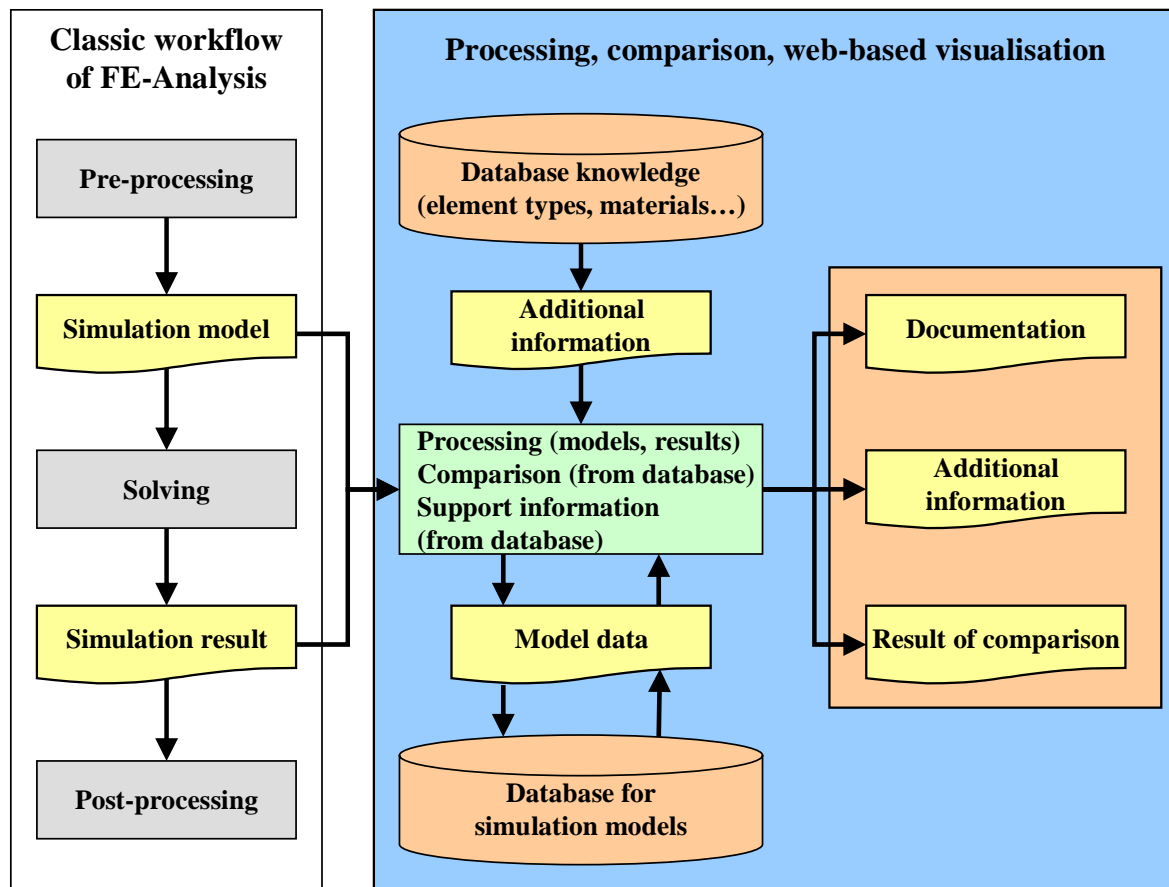 Classic workflow
of FE-Analysis
Pre-processing
Simulation model
Solving
Simulation result
Post-processing
Processing, comparison, web-based visualisation
Database knowledge
(element types, materials…)
Additional
information
Processing (models, results)
Comparison (from database)
Support information
(from database)
Model data
Database for
simulation models
Documentation
Additional
information
Result of comparison